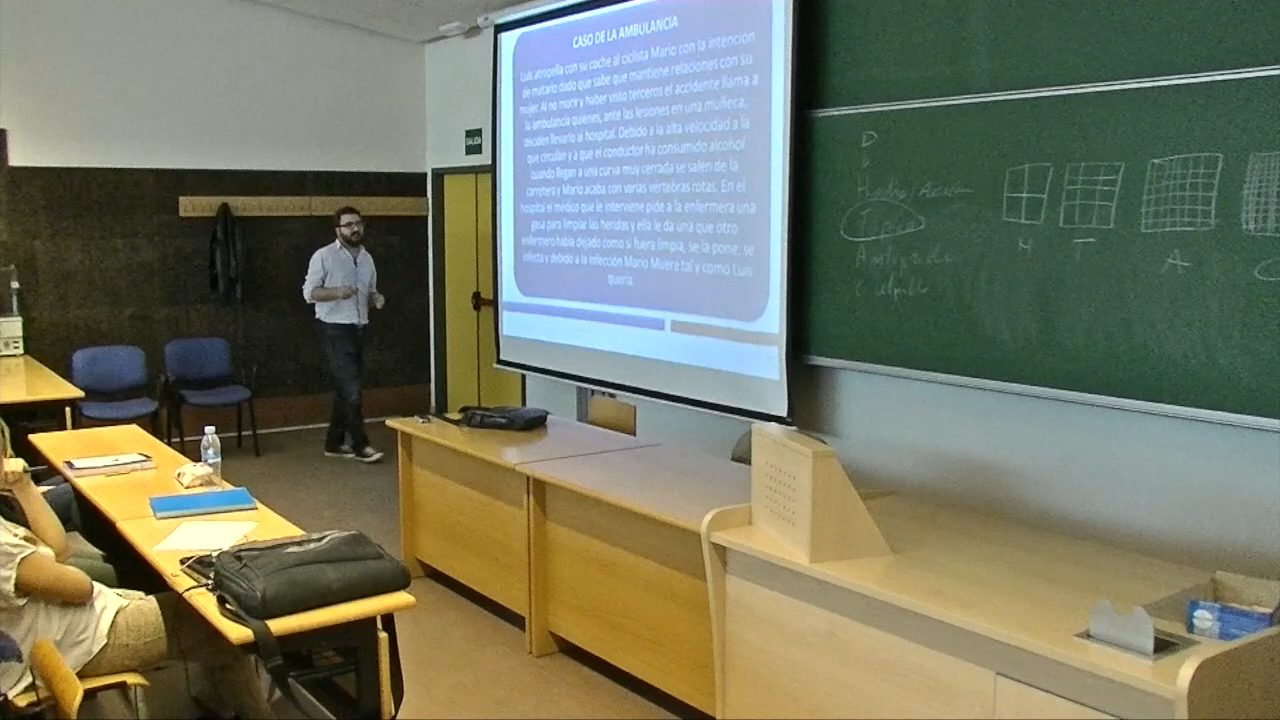 CASO DE LA AMBULANCIA
Luis atropella con su coche al ciclista Mario con la intención
de matarlo dado que sabe que mantiene relaciones con su
mujer. Al no morir y haber visto terceros el accidente llama a
la ambulancia quienes, ante las lesiones en una muñeca,
deciden llevarlo al hospital. Debido a la alta velocidad a la
que circulan y a que el conductor ha consumido alcohol
cuando llegan a una curva muy cerrada se salen de la
carretera y Mario acaba con varias vertebras rotas. En el
hospital el médico que le interviene pide a la enfermera una
gasa para limpiar las heridas y ella le da una que otro
enfermero había dejado como si fuera limpia, se la pone, se
infecta y debido a la infección Mario Muere tal y como Luis
quería.
SALIDA
D
T
A